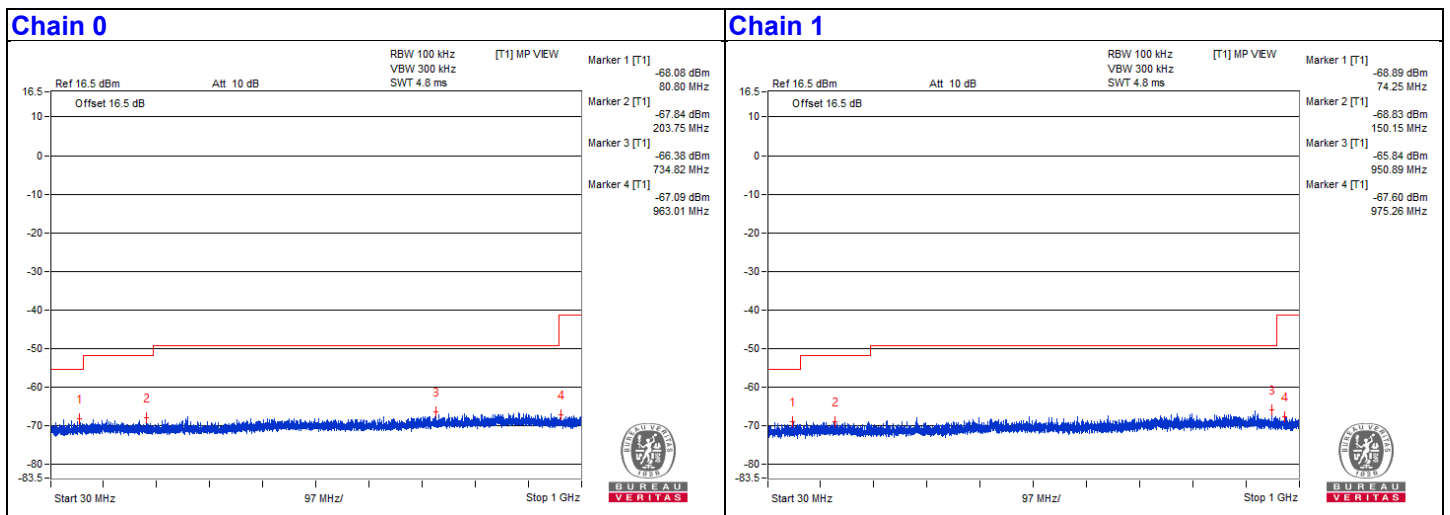 Chain 0
RBW 100 kHz [T1] MP VIEW
VBW 300 kHz
Ref 16.5 dBm Att 10 dB SWT 4.8 ms
Offset 16.5 dB
16.5
10
0
-10
-20
-30
-40
-50
-60
-70
-80
-83.5
1
2
3
4
Start 30 MHz 97 MHz/ Stop 1 GHz
Marker 1 [T1]
-68.08 dBm
80.80 MHz
Marker 2 [T1]
-67.84 dBm
203.75 MHz
Marker 3 [T1]
-66.38 dBm
734.82 MHz
Marker 4 [T1]
-67.09 dBm
963.01 MHz
BUREAU VERITAS
1828
BUREAU
VERITAS
Chain 1
RBW 100 kHz [T1] MP VIEW
VBW 300 kHz
Ref 16.5 dBm Att 10 dB SWT 4.8 ms
Offset 16.5 dB
16.5
10
0
-10
-20
-30
-40
-50
-60
-70
-80
-83.5
1
2
3
4
Start 30 MHz 97 MHz/ Stop 1 GHz
Marker 1 [T1]
-68.89 dBm
74.25 MHz
Marker 2 [T1]
-68.83 dBm
150.15 MHz
Marker 3 [T1]
-65.84 dBm
950.89 MHz
Marker 4 [T1]
-67.60 dBm
975.26 MHz
BUREAU VERITAS
1828
BUREAU
VERITAS